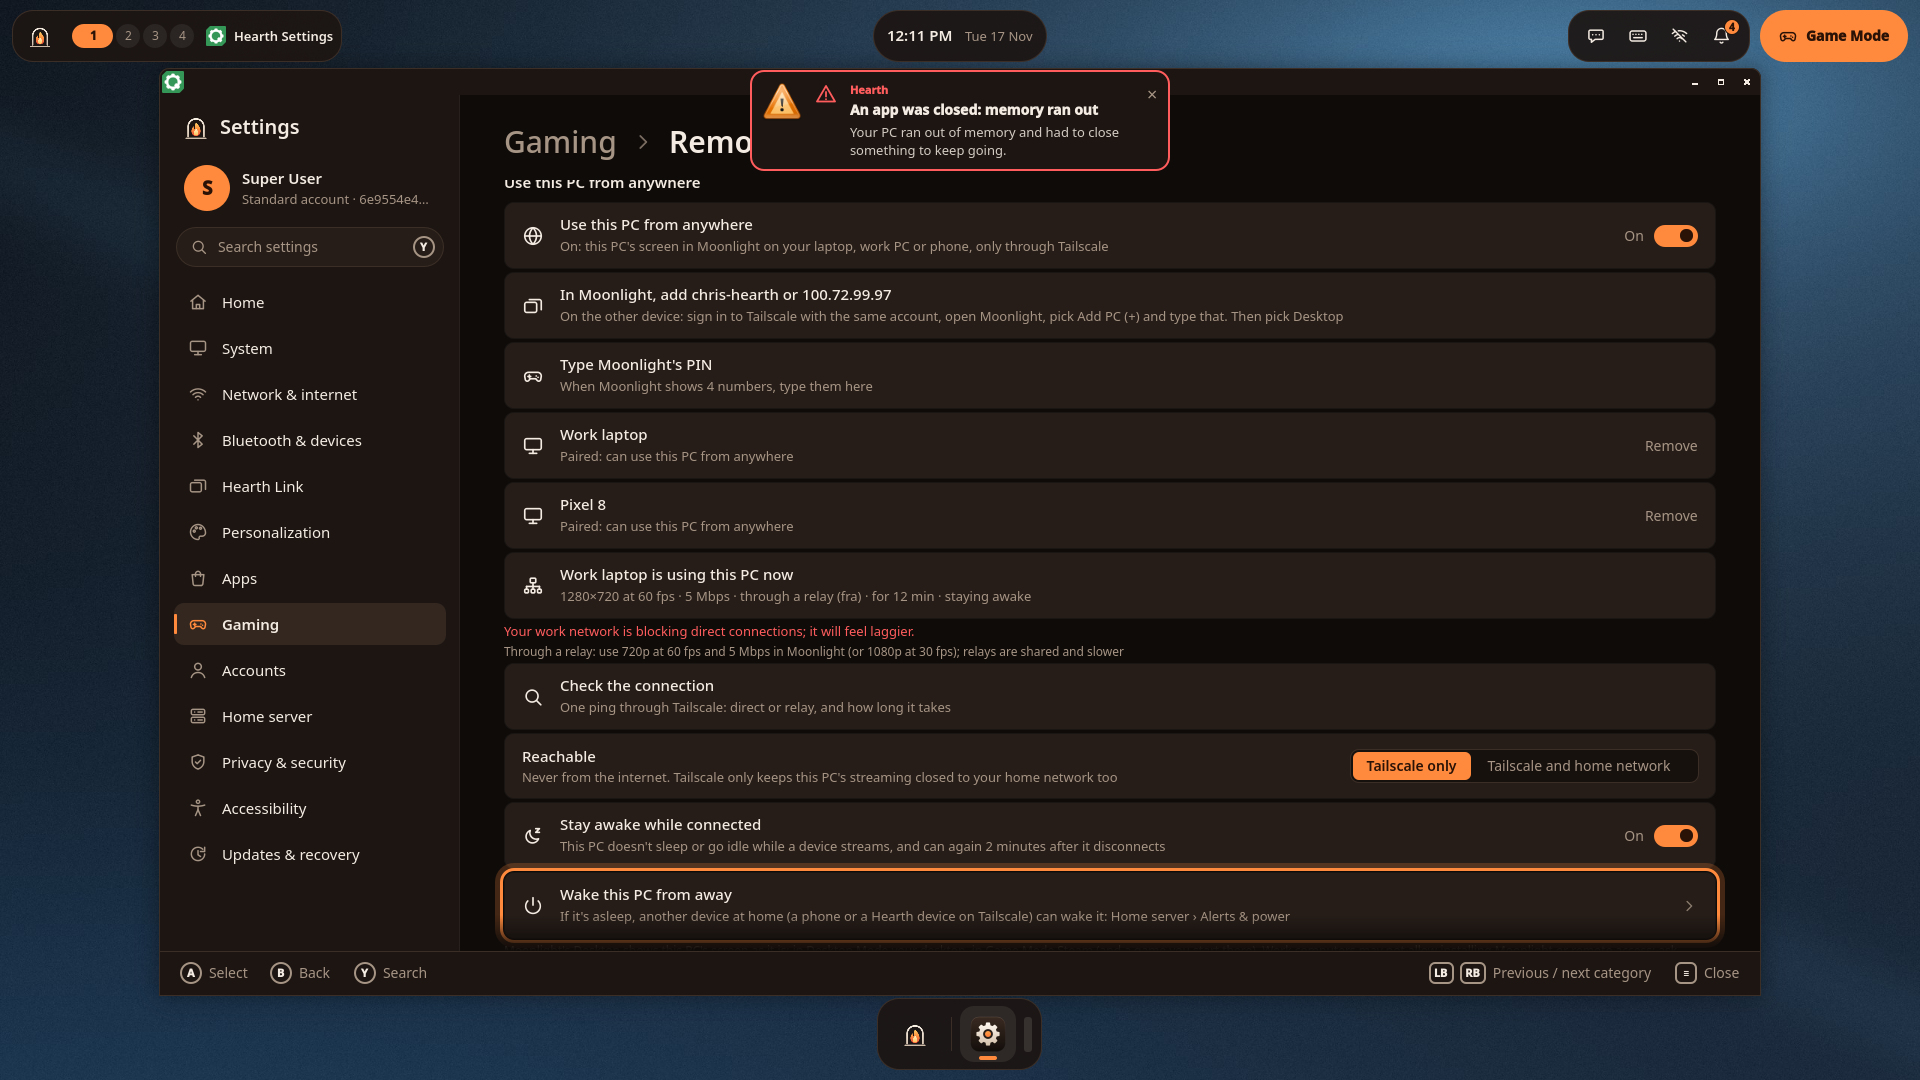 1
2
3
4
Hearth Settings
12:11 PM Tue 17 Nov
4
Game Mode
Hearth
An app was closed: memory ran out
Your PC ran out of memory and had to close
something to keep going.
Settings
S
Super User
Standard account · 6e9554e4...
Search settings
Y
Home
System
Network & internet
Bluetooth & devices
Hearth Link
Personalization
Apps
Gaming
Accounts
Home server
Privacy & security
Accessibility
Updates & recovery
Gaming > Remo
Use this PC from anywhere
Use this PC from anywhere
On: this PC's screen in Moonlight on your laptop, work PC or phone, only through Tailscale
On
In Moonlight, add chris-hearth or 100.72.99.97
On the other device: sign in to Tailscale with the same account, open Moonlight, pick Add PC (+) and type that. Then pick Desktop
Type Moonlight's PIN
When Moonlight shows 4 numbers, type them here
Work laptop
Paired: can use this PC from anywhere
Remove
Pixel 8
Paired: can use this PC from anywhere
Remove
Work laptop is using this PC now
1280×720 at 60 fps · 5 Mbps · through a relay (fra) · for 12 min · staying awake
Your work network is blocking direct connections; it will feel laggier.
Through a relay: use 720p at 60 fps and 5 Mbps in Moonlight (or 1080p at 30 fps); relays are shared and slower
Check the connection
One ping through Tailscale: direct or relay, and how long it takes
Reachable
Never from the internet. Tailscale only keeps this PC's streaming closed to your home network too
Tailscale only
Tailscale and home network
Stay awake while connected
This PC doesn't sleep or go idle while a device streams, and can again 2 minutes after it disconnects
On
Wake this PC from away
If it's asleep, another device at home (a phone or a Hearth device on Tailscale) can wake it: Home server › Alerts & power
A Select
B Back
Y Search
LB RB Previous / next category
Close